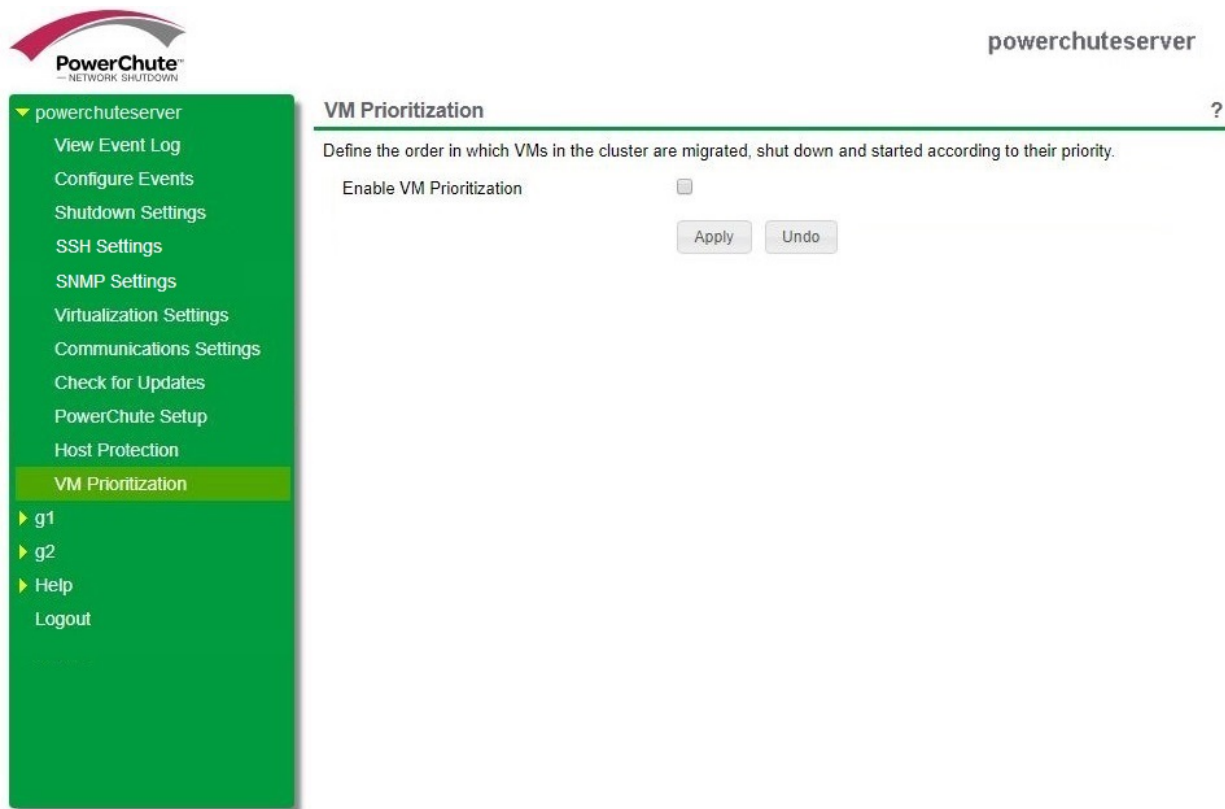 PowerChute™
— NETWORK SHUTDOWN
powerchuteserver
powerchuteserver
View Event Log
Configure Events
Shutdown Settings
SSH Settings
SNMP Settings
Virtualization Settings
Communications Settings
Check for Updates
PowerChute Setup
Host Protection
VM Prioritization
g1
g2
Help
Logout
VM Prioritization
?
Define the order in which VMs in the cluster are migrated, shut down and started according to their priority.
Enable VM Prioritization
Apply Undo